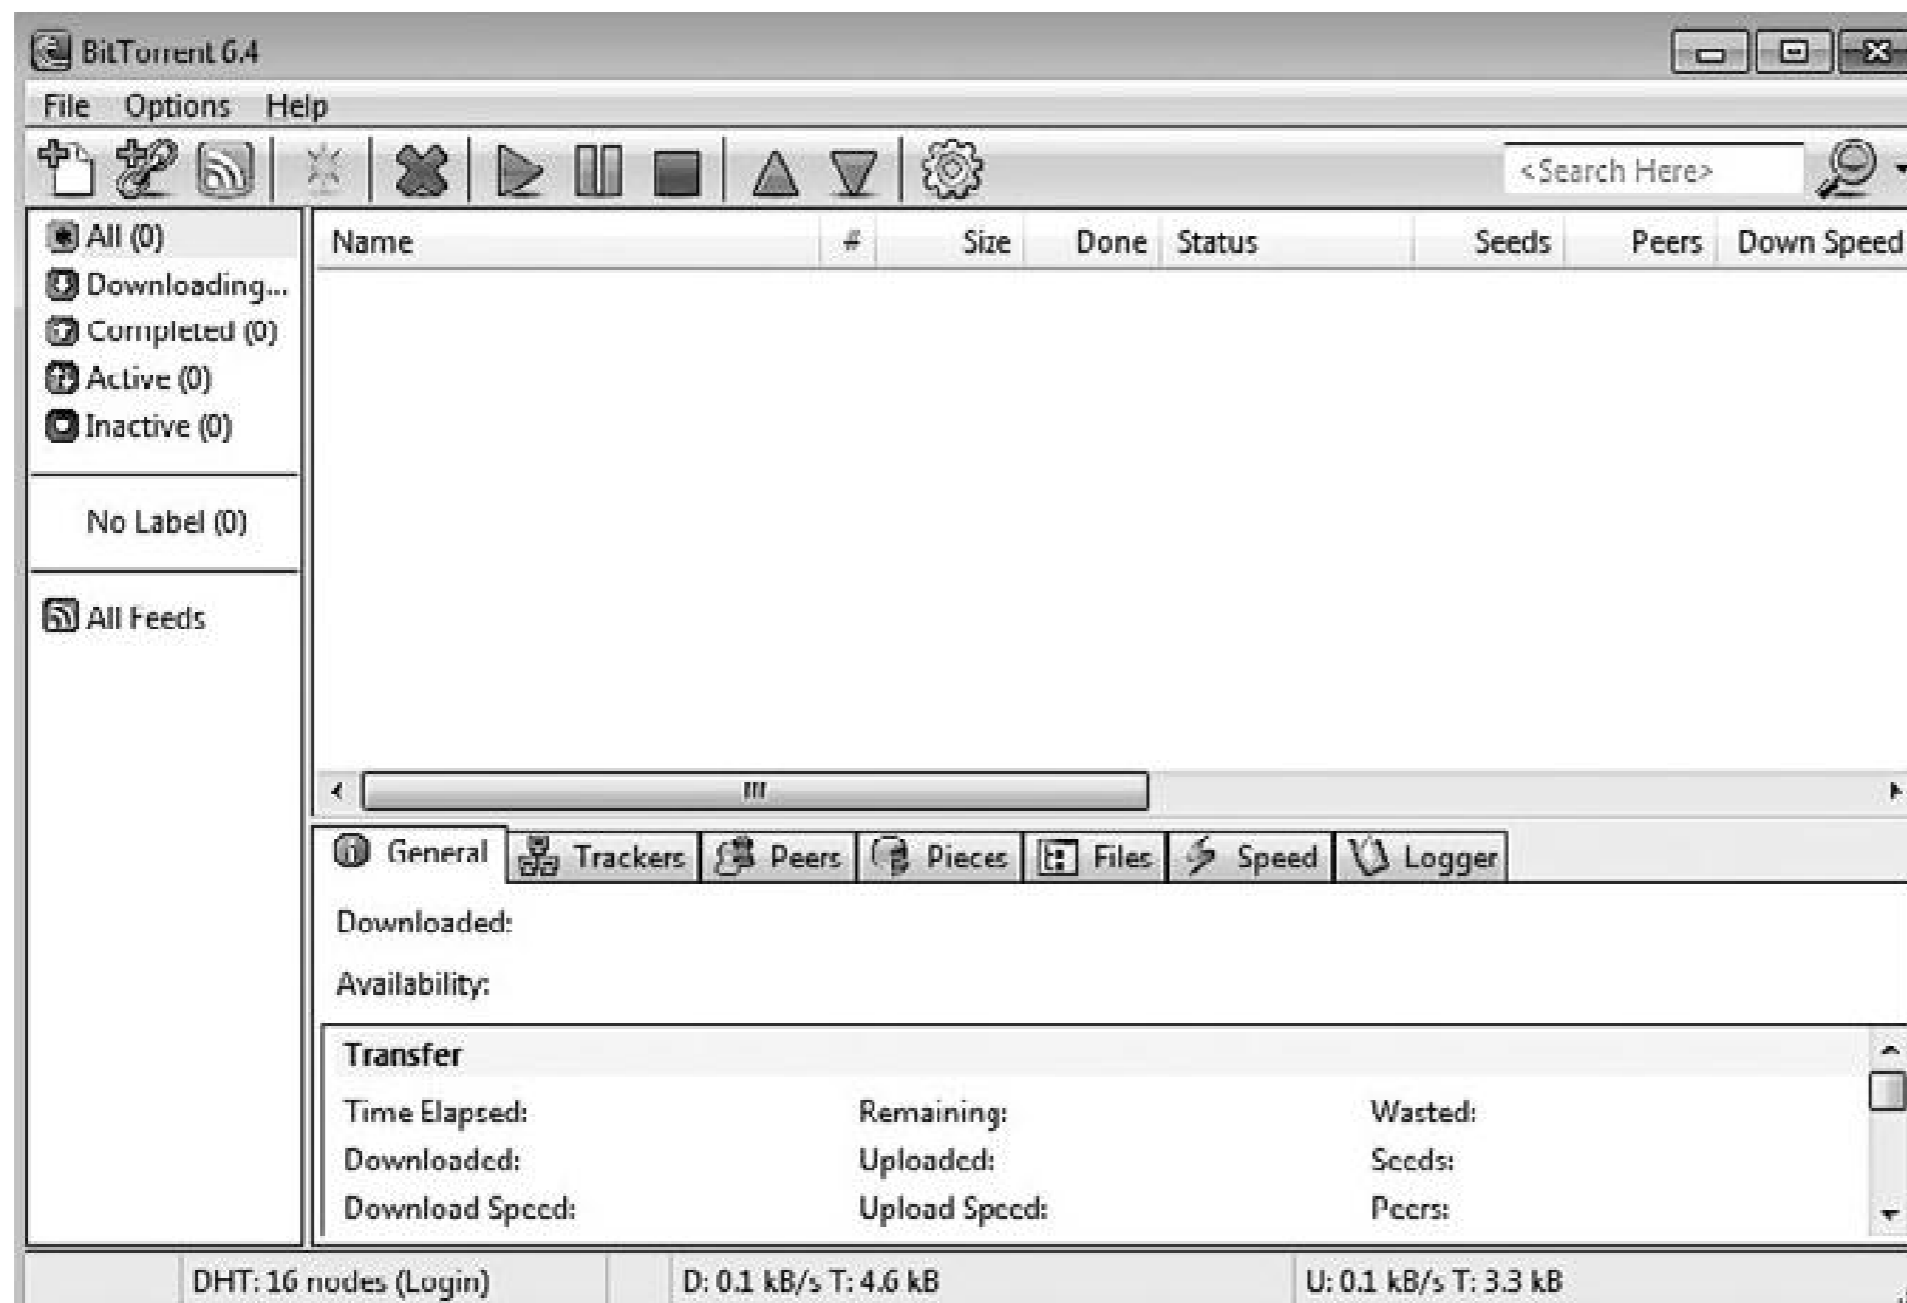 BitTorrent 6.4
File Options Help
<Search Here>
All (0)
Downloading...
Completed (0)
Active (0)
Inactive (0)
No Label (0)
All Feeds
Name # Size Done Status Seeds Peers Down Speed
General Trackers Peers Pieces Files Speed Logger
Downloaded:
Availability:
Transfer
Time Elapsed: Remaining: Wasted:
Downloaded: Uploaded: Seeds:
Download Speed: Upload Speed: Peers:
DHT: 16 nodes (Login) D: 0.1 kB/s T: 4.6 kB U: 0.1 kB/s T: 3.3 kB